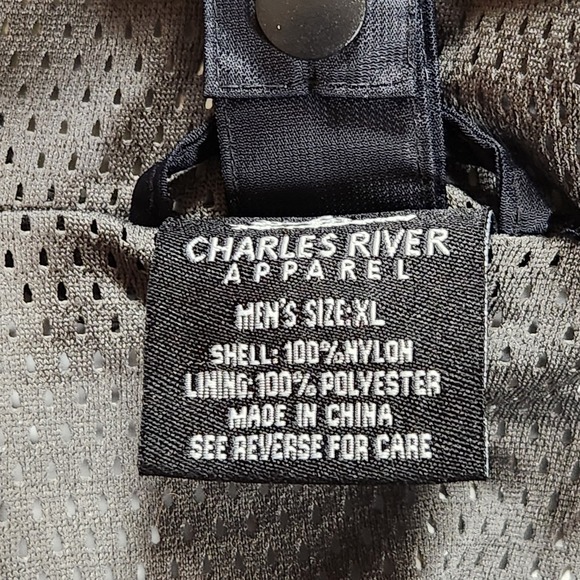 CHARLES RIVER
APPAREL
MEN'S SIZE:XL
SHELL: 100%NYLON
LINING:100% POLYESTER
MADE IN CHINA
SEE REVERSE FOR CARE